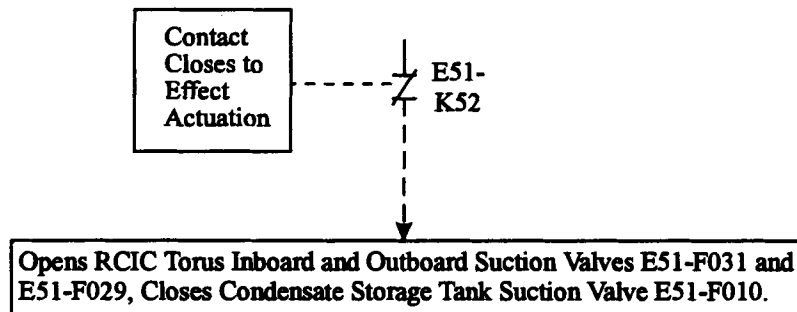 Contact
Closes to
Effect
Actuation
E51-
K52
Opens RCIC Torus Inboard and Outboard Suction Valves E51-F031 and
E51-F029, Closes Condensate Storage Tank Suction Valve E51-F010.